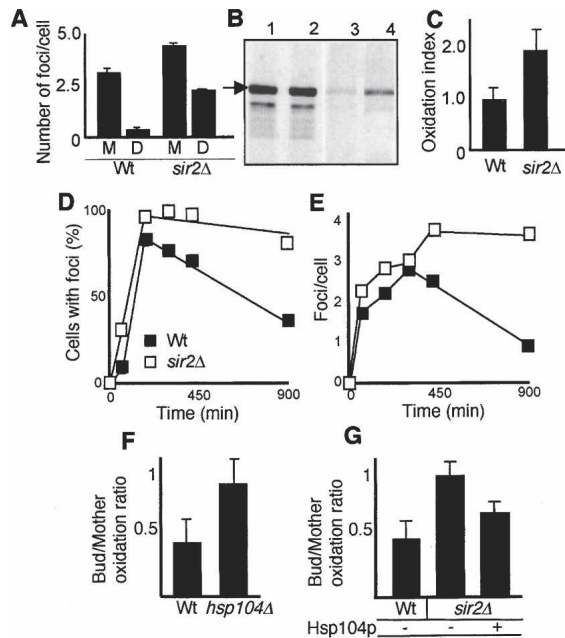 A
Number of foci/cell
5.0
2.5
0
M D M D
Wt sir2Δ
B
1 2 3 4
C
Oxidation index
2.0
1.0
0
Wt sir2Δ
D
Cells with foci (%)
100
50
0
Wt
sir2Δ
0 450 900
Time (min)
E
Foci/cell
4
3
2
1
0
0 450 900
Time (min)
F
Bud/Mother
oxidation ratio
1
0.5
Wt hsp104Δ
G
Bud/Mother
oxidation ratio
1
0.5
Wt sir2Δ
Hsp104p - - +